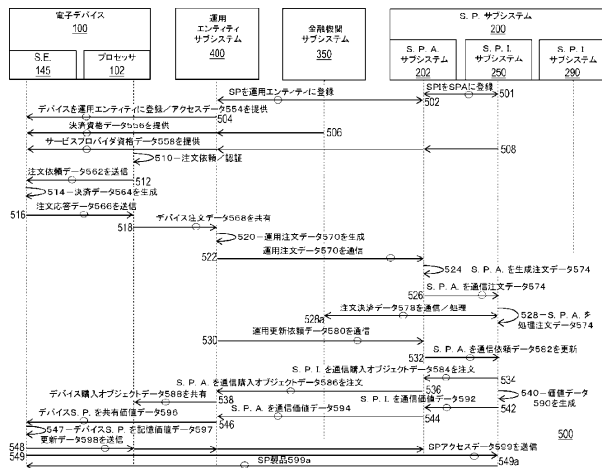 電子デバイス
100
運用
エンティティ
サブシステム
400
金融機関
サブシステム
350
S. P. サブシステム
200
S.E.
145
プロセッサ
102
S. P. A.
サブシステム
202
S. P. I.
サブシステム
250
S. P. I
サブシステム
290
SPを運用エンティティに登録
502
SPIをSPAに登録
501
デバイスを運用エンティティに登録/アクセスデータ554を提供
504
決済資格データ556を提供
506
サービスプロバイダ資格データ558を提供
508
510-注文依頼/認証
注文依頼データ562を送信
512
514-決済データ564を生成
注文応答データ566を送信
516
デバイス注文データ568を共有
518
520-運用注文データ570を生成
運用注文データ570を通信
522
524 S. P. A. を生成注文データ574
S. P. A. を通信注文データ574
526
注文決済データ578を通信/処理
528a
528-S. P. A. を
処理注文データ574
運用更新依頼データ580を通信
530
S. P. A. を通信依頼データ582を更新
532
S. P. I. を通信購入オブジェクトデータ584を注文
534
S. P. A. を通信購入オブジェクトデータ586を注文
536
デバイス購入オブジェクトデータ588を共有
538
540-価値データ
590を生成
S. P. I. を通信価値データ592
542
S. P. A. を通信価値データ594
544
デバイスS. P. を共有価値データ596
546
547-デバイスS. P. を記憶価値データ597
更新データ598を送信
548
SPアクセスデータ599を送信
549
SP製品599a
549a
500